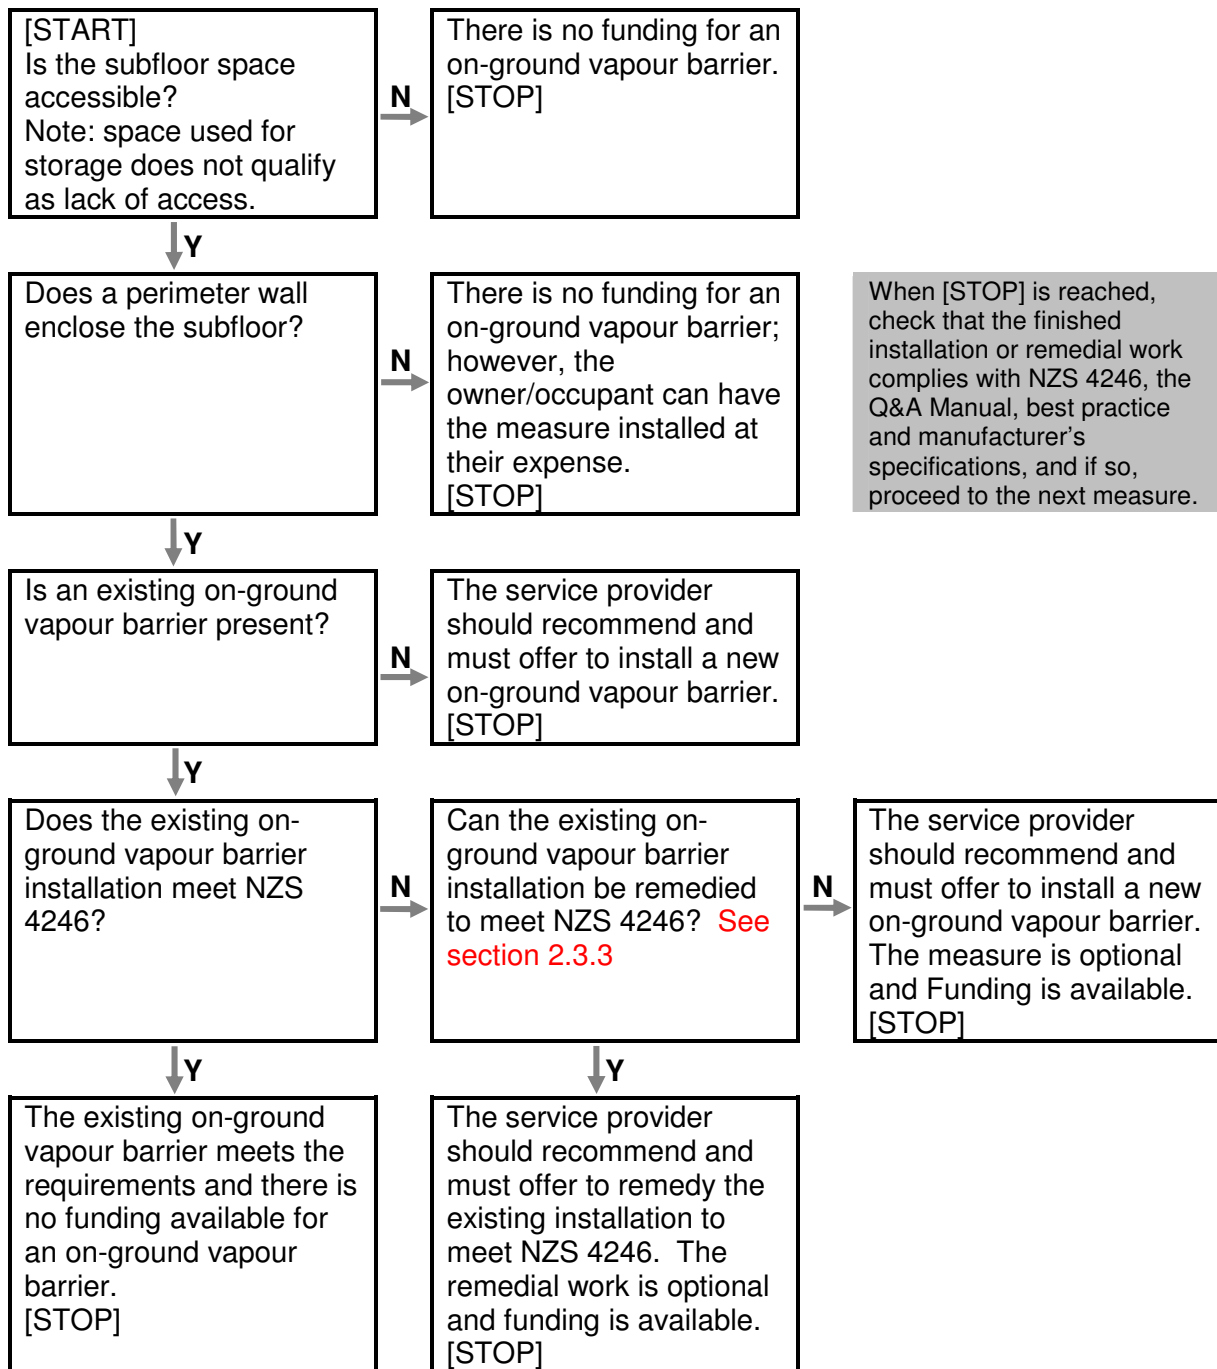 [START]
Is the subfloor space
accessible?
Note: space used for
storage does not qualify
as lack of access.
N
There is no funding for an
on-ground vapour barrier.
[STOP]
Y
Does a perimeter wall
enclose the subfloor?
N
There is no funding for an
on-ground vapour barrier;
however, the
owner/occupant can have
the measure installed at
their expense.
[STOP]
When [STOP] is reached,
check that the finished
installation or remedial work
complies with NZS 4246, the
Q&A Manual, best practice
and manufacturer's
specifications, and if so,
proceed to the next measure.
Y
Is an existing on-ground
vapour barrier present?
N
The service provider
should recommend and
must offer to install a new
on-ground vapour barrier.
[STOP]
Y
Does the existing on-
ground vapour barrier
installation meet NZS
4246?
N
Can the existing on-
ground vapour barrier
installation be remedied
to meet NZS 4246? See
section 2.3.3
N
The service provider
should recommend and
must offer to install a new
on-ground vapour barrier.
The measure is optional
and Funding is available.
[STOP]
Y
The existing on-ground
vapour barrier meets the
requirements and there is
no funding available for
an on-ground vapour
barrier.
[STOP]
Y
The service provider
should recommend and
must offer to remedy the
existing installation to
meet NZS 4246. The
remedial work is optional
and funding is available.
[STOP]